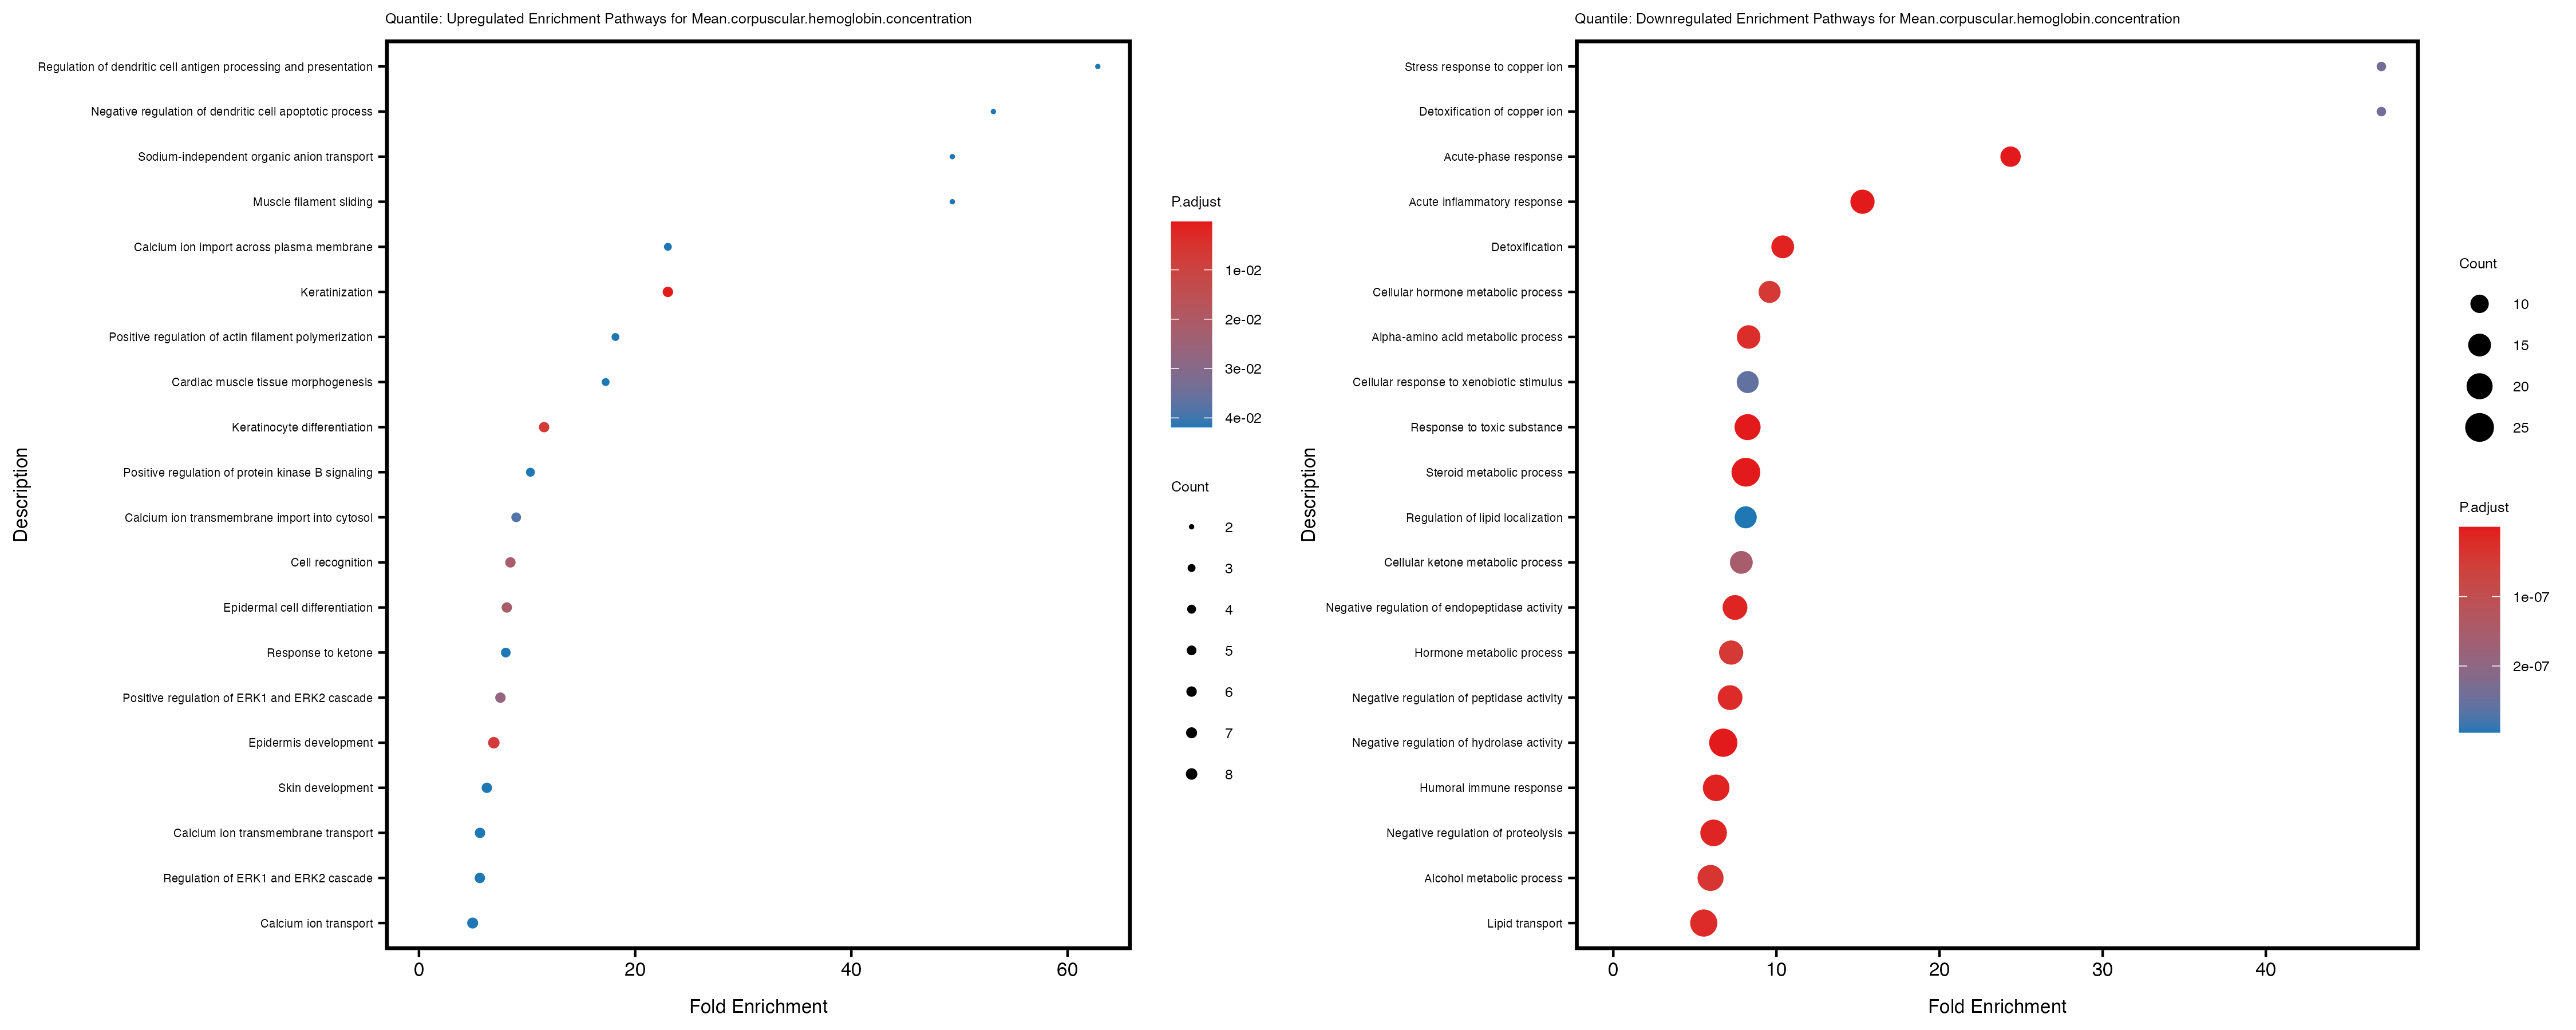 Quantile: Upregulated Enrichment Pathways for Mean.corpuscular.hemoglobin.concentration
Description
Regulation of dendritic cell antigen processing and presentation
Negative regulation of dendritic cell apoptotic process
Sodium-independent organic anion transport
Muscle filament sliding
Calcium ion import across plasma membrane
Keratinization
Positive regulation of actin filament polymerization
Cardiac muscle tissue morphogenesis
Keratinocyte differentiation
Positive regulation of protein kinase B signaling
Calcium ion transmembrane import into cytosol
Cell recognition
Epidermal cell differentiation
Response to ketone
Positive regulation of ERK1 and ERK2 cascade
Epidermis development
Skin development
Calcium ion transmembrane transport
Regulation of ERK1 and ERK2 cascade
Calcium ion transport
0 20 40 60
Fold Enrichment
P.adjust
1e-02
2e-02
3e-02
4e-02
Count
2
3
4
5
6
7
8
Quantile: Downregulated Enrichment Pathways for Mean.corpuscular.hemoglobin.concentration
Description
Stress response to copper ion
Detoxification of copper ion
Acute-phase response
Acute inflammatory response
Detoxification
Cellular hormone metabolic process
Alpha-amino acid metabolic process
Cellular response to xenobiotic stimulus
Response to toxic substance
Steroid metabolic process
Regulation of lipid localization
Cellular ketone metabolic process
Negative regulation of endopeptidase activity
Hormone metabolic process
Negative regulation of peptidase activity
Negative regulation of hydrolase activity
Humoral immune response
Negative regulation of proteolysis
Alcohol metabolic process
Lipid transport
0 10 20 30 40
Fold Enrichment
Count
10
15
20
25
P.adjust
1e-07
2e-07